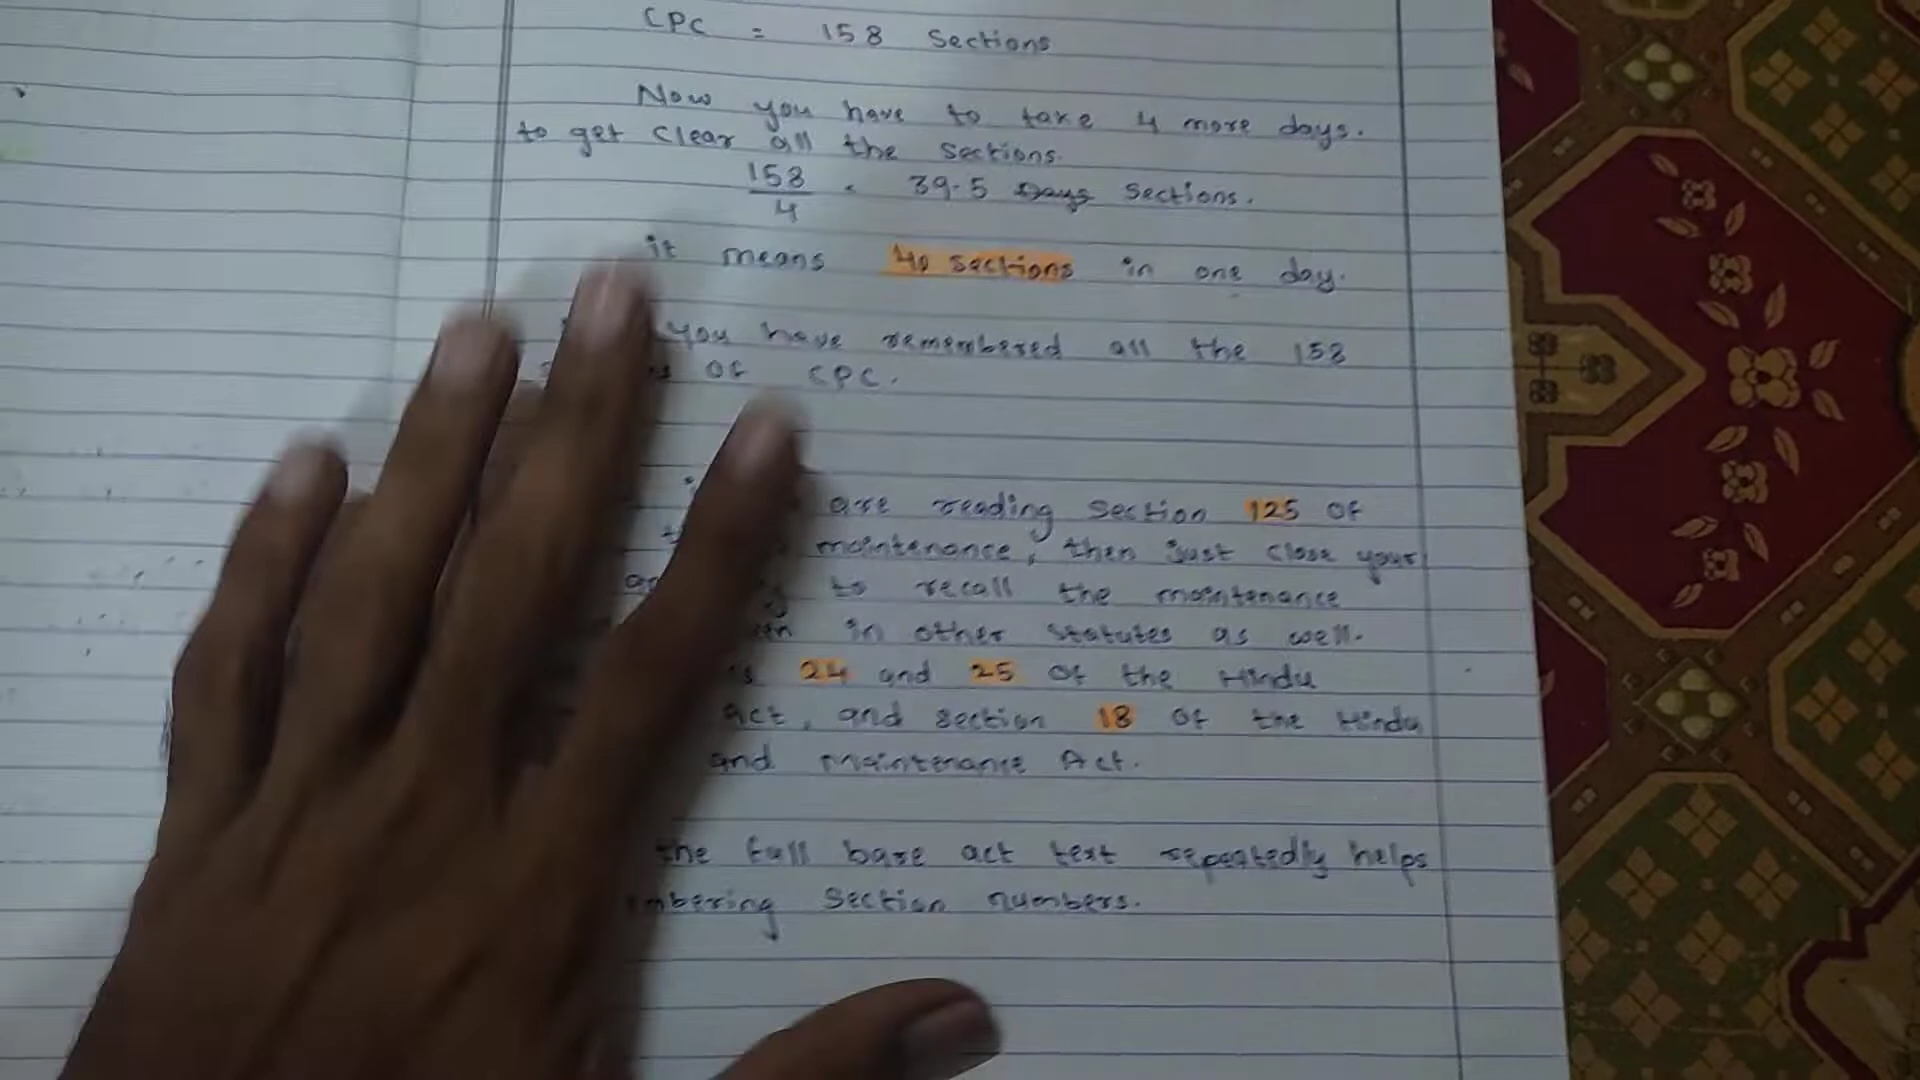 CPC = 158 Sections
Now you have to take 4 more days.
to get clear all the sections.
158
4
39.5 Days Sections.
it means 40 sections in one day.
you have remembered all the 158
of CPC.
are reading section 125 of
maintenance, then just close your
to recall the maintenance
in other statutes as well.
24 and 25 of the Hindu
act, and section 18 of the Hindu
and maintenance Act.
the full bare act text repeatedly helps
section numbers.